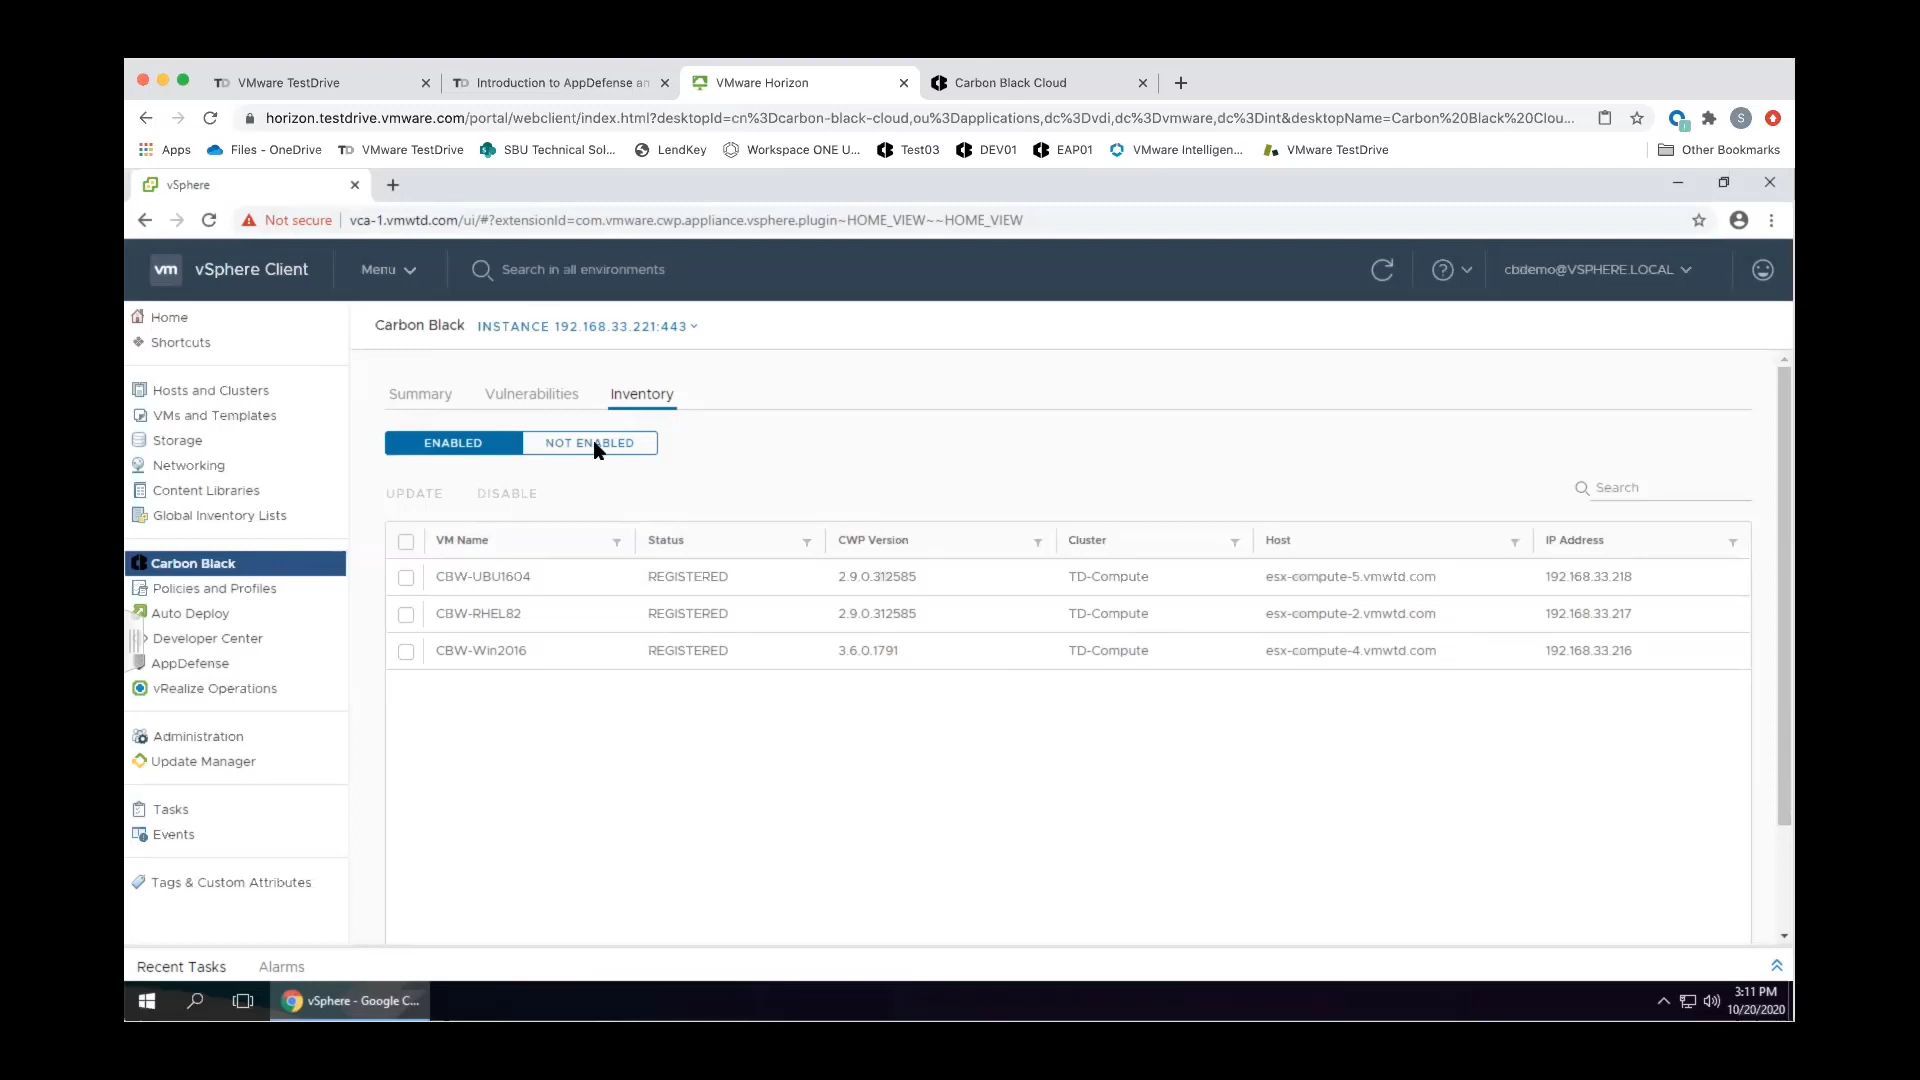 VMware TestDrive
Introduction to AppDefense an
VMware Horizon
Carbon Black Cloud
horizon.testdrive.vmware.com/portal/webclient/index.html?desktopId=cn%3Dcarbon-black-cloud,ou%3Dapplications,dc%3Dvdi,dc%3Dvmware,dc%3Dint&desktopName=Carbon%20Black%20Clou...
S
Apps
Files - OneDrive
TD VMware TestDrive
SBU Technical Sol...
LendKey
Workspace ONE U...
Test03
DEV01
EAP01
VMware Intelligen...
VMware TestDrive
Other Bookmarks
vSphere
Not secure
vca-1.vmwtd.com/ui/#?extensionId=com.vmware.cwp.appliance.vsphere.plugin~HOME_VIEW~~HOME_VIEW
vm vSphere Client
Menu
Search in all environments
cbdemo@VSPHERE.LOCAL
Home
Shortcuts
Hosts and Clusters
VMs and Templates
Storage
Networking
Content Libraries
Global Inventory Lists
Carbon Black
Policies and Profiles
Auto Deploy
Developer Center
AppDefense
vRealize Operations
Administration
Update Manager
Tasks
Events
Tags & Custom Attributes
Carbon Black INSTANCE 192.168.33.221:443
Summary Vulnerabilities Inventory
ENABLED NOT ENABLED
UPDATE DISABLE
Search
VM Name Status CWP Version Cluster Host IP Address
CBW-UBU1604 REGISTERED 2.9.0.312585 TD-Compute esx-compute-5.vmwtd.com 192.168.33.218
CBW-RHEL82 REGISTERED 2.9.0.312585 TD-Compute esx-compute-2.vmwtd.com 192.168.33.217
CBW-Win2016 REGISTERED 3.6.0.1791 TD-Compute esx-compute-4.vmwtd.com 192.168.33.216
Recent Tasks Alarms
vSphere - Google C...
3:11 PM
10/20/2020